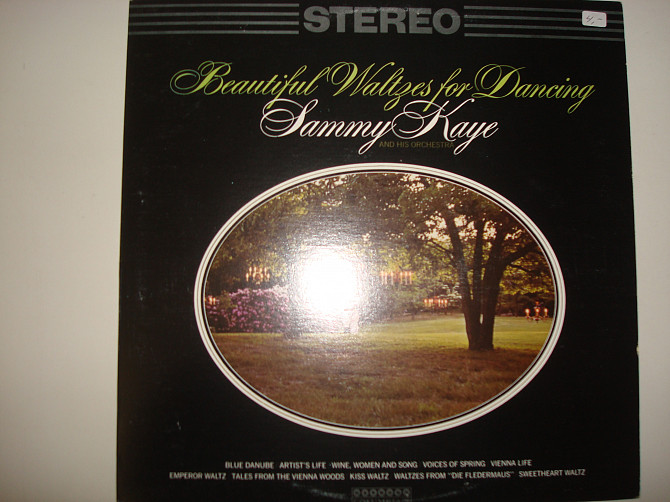 STEREO
Beautiful Waltzes for Dancing
Sammy Kaye
AND HIS ORCHESTRA
BLUE DANUBE ARTIST'S LIFE WINE, WOMEN AND SONG VOICES OF SPRING VIENNA LIFE
EMPEROR WALTZ TALES FROM THE VIENNA WOODS KISS WALTZ WALTZES FROM "DIE FLEDERMAUS" SWEETHEART WALTZ